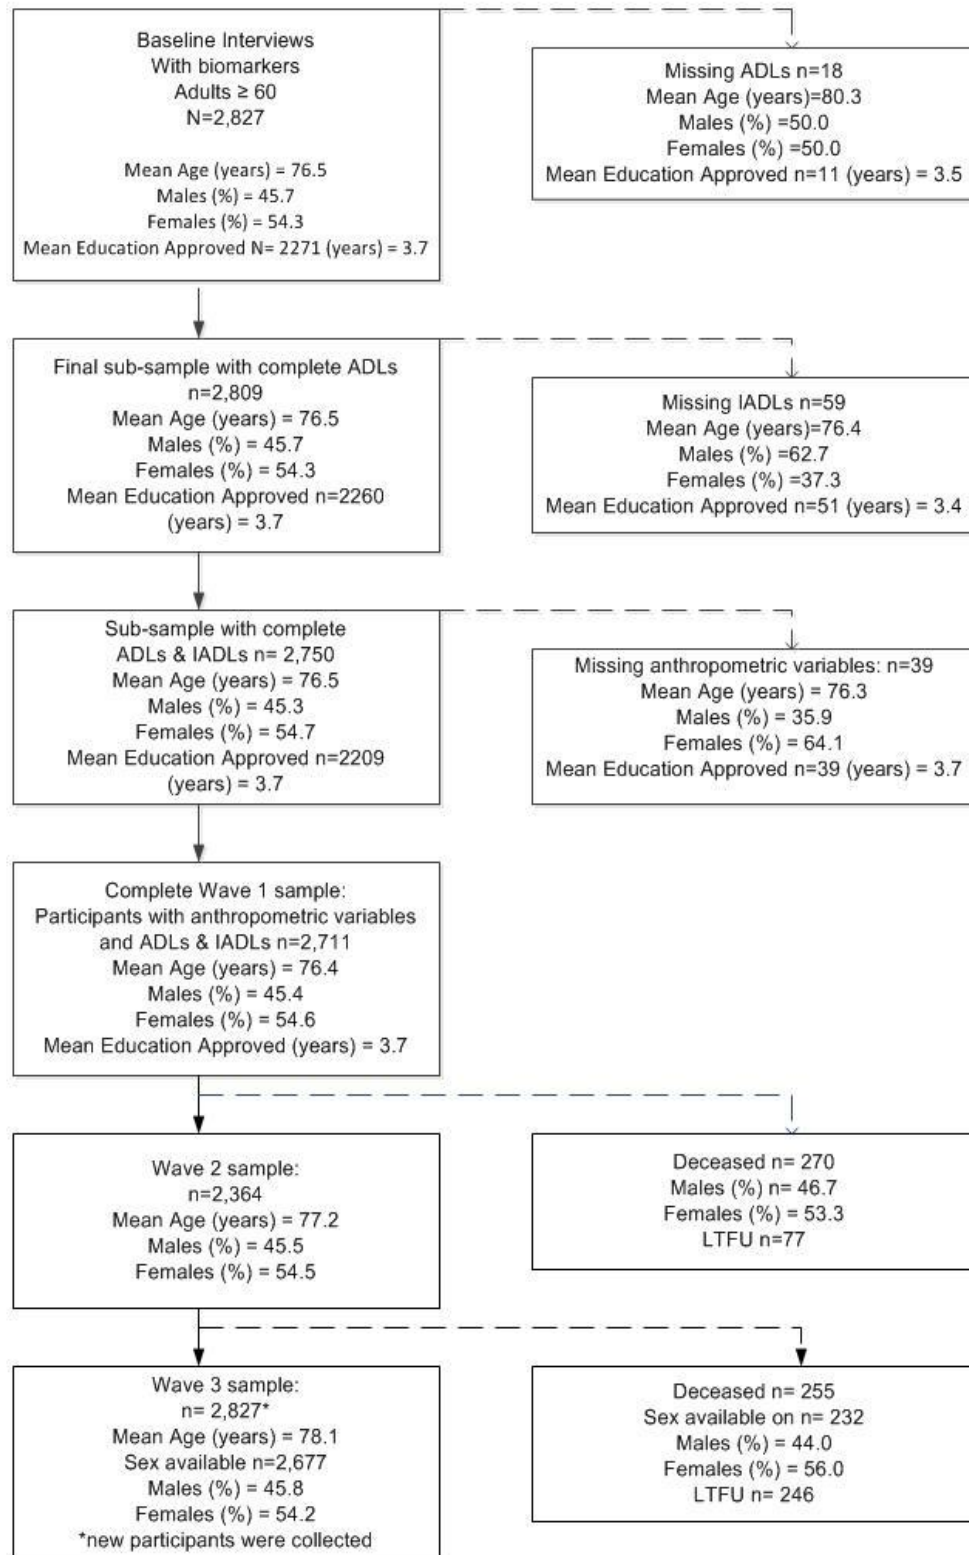 Baseline Interviews
With biomarkers
Adults ≥ 60
N=2,827
Mean Age (years) = 76.5
Males (%) = 45.7
Females (%) = 54.3
Mean Education Approved N= 2271 (years) = 3.7
Missing ADLs n=18
Mean Age (years)=80.3
Males (%) =50.0
Females (%) =50.0
Mean Education Approved n=11 (years) = 3.5
Final sub-sample with complete ADLs
n=2,809
Mean Age (years) = 76.5
Males (%) = 45.7
Females (%) = 54.3
Mean Education Approved n=2260
(years) = 3.7
Missing IADLs n=59
Mean Age (years)=76.4
Males (%) =62.7
Females (%) =37.3
Mean Education Approved n=51 (years) = 3.4
Sub-sample with complete
ADLs & IADLs n= 2,750
Mean Age (years) = 76.5
Males (%) = 45.3
Females (%) = 54.7
Mean Education Approved n=2209
(years) = 3.7
Missing anthropometric variables: n=39
Mean Age (years) = 76.3
Males (%) = 35.9
Females (%) = 64.1
Mean Education Approved n=39 (years) = 3.7
Complete Wave 1 sample:
Participants with anthropometric variables
and ADLs & IADLs n=2,711
Mean Age (years) = 76.4
Males (%) = 45.4
Females (%) = 54.6
Mean Education Approved (years) = 3.7
Wave 2 sample:
n=2,364
Mean Age (years) = 77.2
Males (%) = 45.5
Females (%) = 54.5
Deceased n= 270
Males (%) n= 46.7
Females (%) = 53.3
LTFU n=77
Wave 3 sample:
n= 2,827*
Mean Age (years) = 78.1
Sex available n=2,677
Males (%) = 45.8
Females (%) = 54.2
*new participants were collected
Deceased n= 255
Sex available on n= 232
Males (%) = 44.0
Females (%) = 56.0
LTFU n= 246